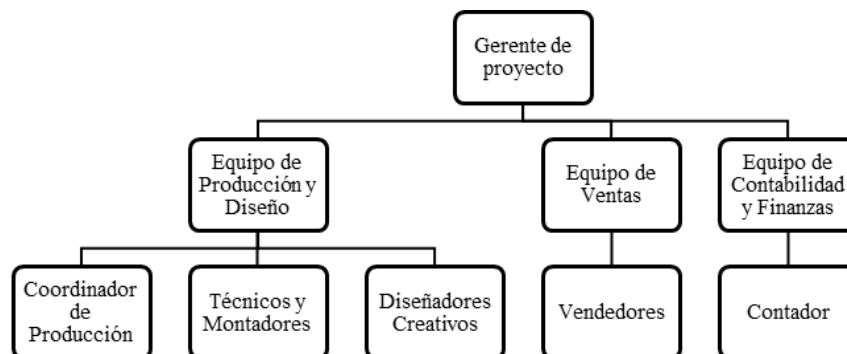 Gerente de
proyecto
Equipo de
Producción y
Diseño
Equipo de
Ventas
Equipo de
Contabilidad
y Finanzas
Coordinador
de
Producción
Técnicos y
Montadores
Diseñadores
Creativos
Vendedores
Contador